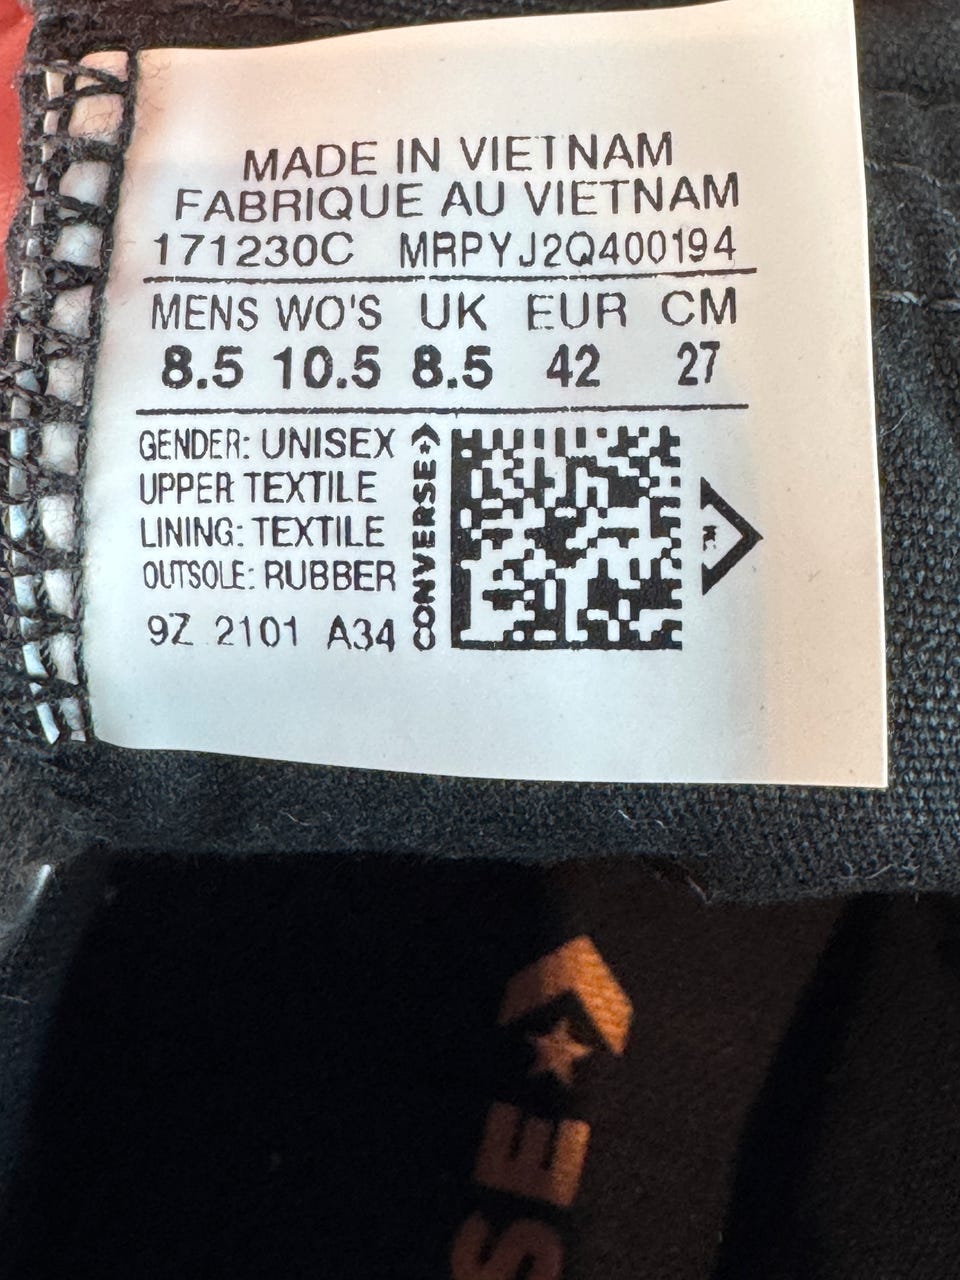 MADE IN VIETNAM
FABRIQUE AU VIETNAM
171230C MRPYJ2Q400194
MENS WO'S UK EUR CM
8.5 10.5 8.5 42 27
GENDER: UNISEX
UPPER TEXTILE
LINING: TEXTILE
OUTSOLE: RUBBER
9Z 2101 A34
CONVERSE
SE